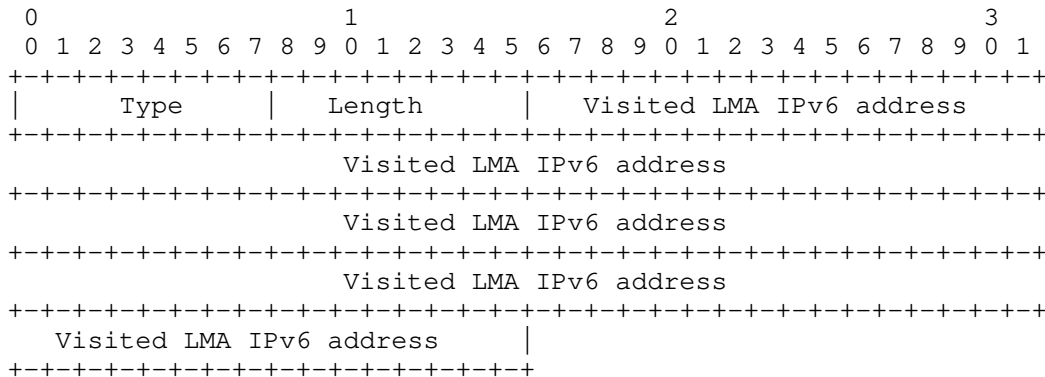 0                   1                   2                   3
 0 1 2 3 4 5 6 7 8 9 0 1 2 3 4 5 6 7 8 9 0 1 2 3 4 5 6 7 8 9 0 1
+-+-+-+-+-+-+-+-+-+-+-+-+-+-+-+-+-+-+-+-+-+-+-+-+-+-+-+-+-+-+-+-+
|      Type     |   Length      |   Visited LMA IPv6 address
+-+-+-+-+-+-+-+-+-+-+-+-+-+-+-+-+-+-+-+-+-+-+-+-+-+-+-+-+-+-+-+-+
                     Visited LMA IPv6 address
+-+-+-+-+-+-+-+-+-+-+-+-+-+-+-+-+-+-+-+-+-+-+-+-+-+-+-+-+-+-+-+-+
                     Visited LMA IPv6 address
+-+-+-+-+-+-+-+-+-+-+-+-+-+-+-+-+-+-+-+-+-+-+-+-+-+-+-+-+-+-+-+-+
                     Visited LMA IPv6 address
+-+-+-+-+-+-+-+-+-+-+-+-+-+-+-+-+-+-+-+-+-+-+-+-+-+-+-+-+-+-+-+-+
   Visited LMA IPv6 address     |
+-+-+-+-+-+-+-+-+-+-+-+-+-+-+-+-+